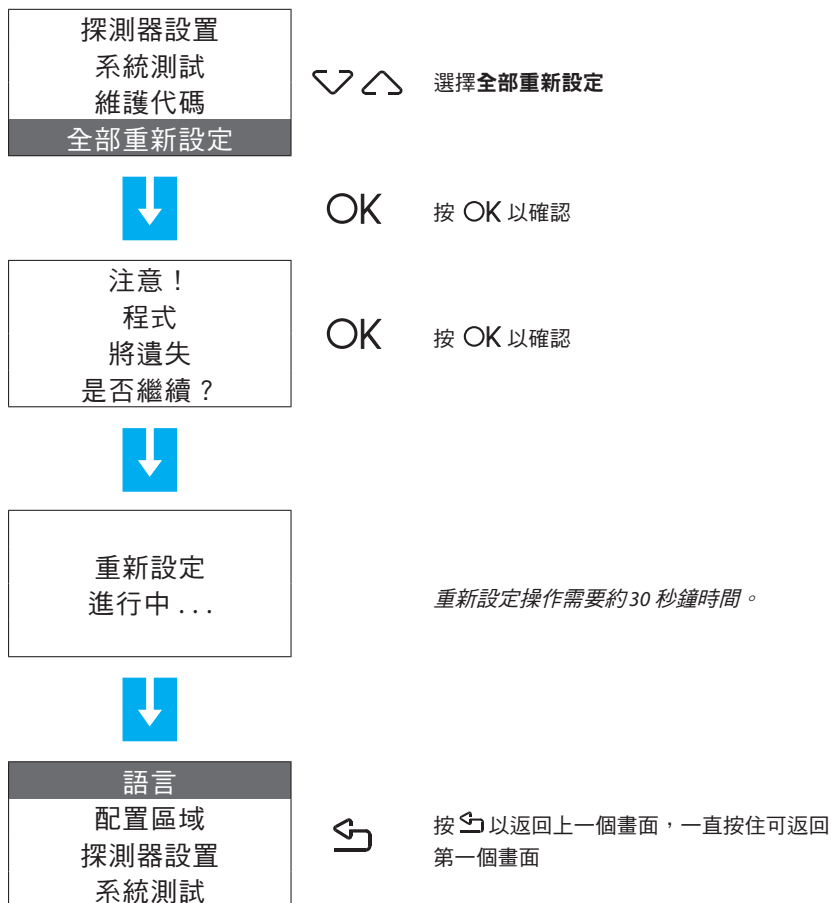 探測器設置
系統測試
維護代碼
全部重新設定
選擇全部重新設定
OK
按 OK 以確認
注意！
程式
將遺失
是否繼續？
OK
按 OK 以確認
重新設定
進行中 . . .
重新設定操作需要約 30 秒鐘時間。
語言
配置區域
探測器設置
系統測試
按 以返回上一個畫面，一直按住可返回
第一個畫面